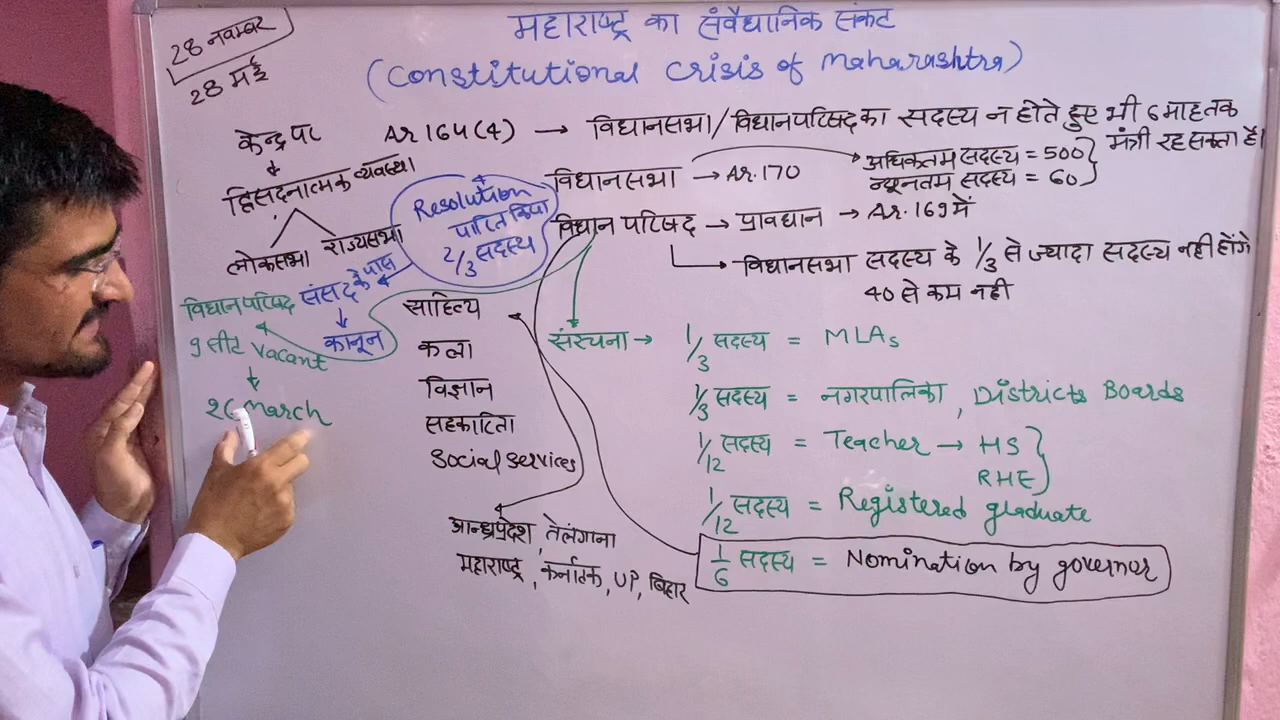 28 नवम्बर
28 मई
महाराष्ट्र का संवैधानिक संकट
(Constitutional Crisis of Maharashtra)
केन्द्र पर
द्विसदनात्मक व्यवस्था
लोकसभा राज्यसभा
Ar 164(4) → विधानसभा/विधानपरिषद का सदस्य न होते हुए भी 6 माह तक
मंत्री रह सकता है।
विधानसभा → Ar. 170
अधिकतम सदस्य = 500
न्यूनतम सदस्य = 60
विधान परिषद → प्रावधान → Ar. 169 में
विधानसभा सदस्य के 1/3 से ज्यादा सदस्य नही होंगे
40 से कम नही
Resolution
पारित किया
2/3 सदस्य
संसद के पास
कानून
विधानपरिषद
9 सीट Vacant
March
साहित्य
कला
विज्ञान
सहकारिता
Social Services
आन्ध्रप्रदेश, तेलंगाना
महाराष्ट्र, कर्नाटक, UP, बिहार
संरचना → 1/3 सदस्य = MLAs
1/3 सदस्य = नगरपालिका, Districts Boards
1/12 सदस्य = Teacher → HS
RHE
1/12 सदस्य = Registered graduate
1/6 सदस्य = Nomination by governer